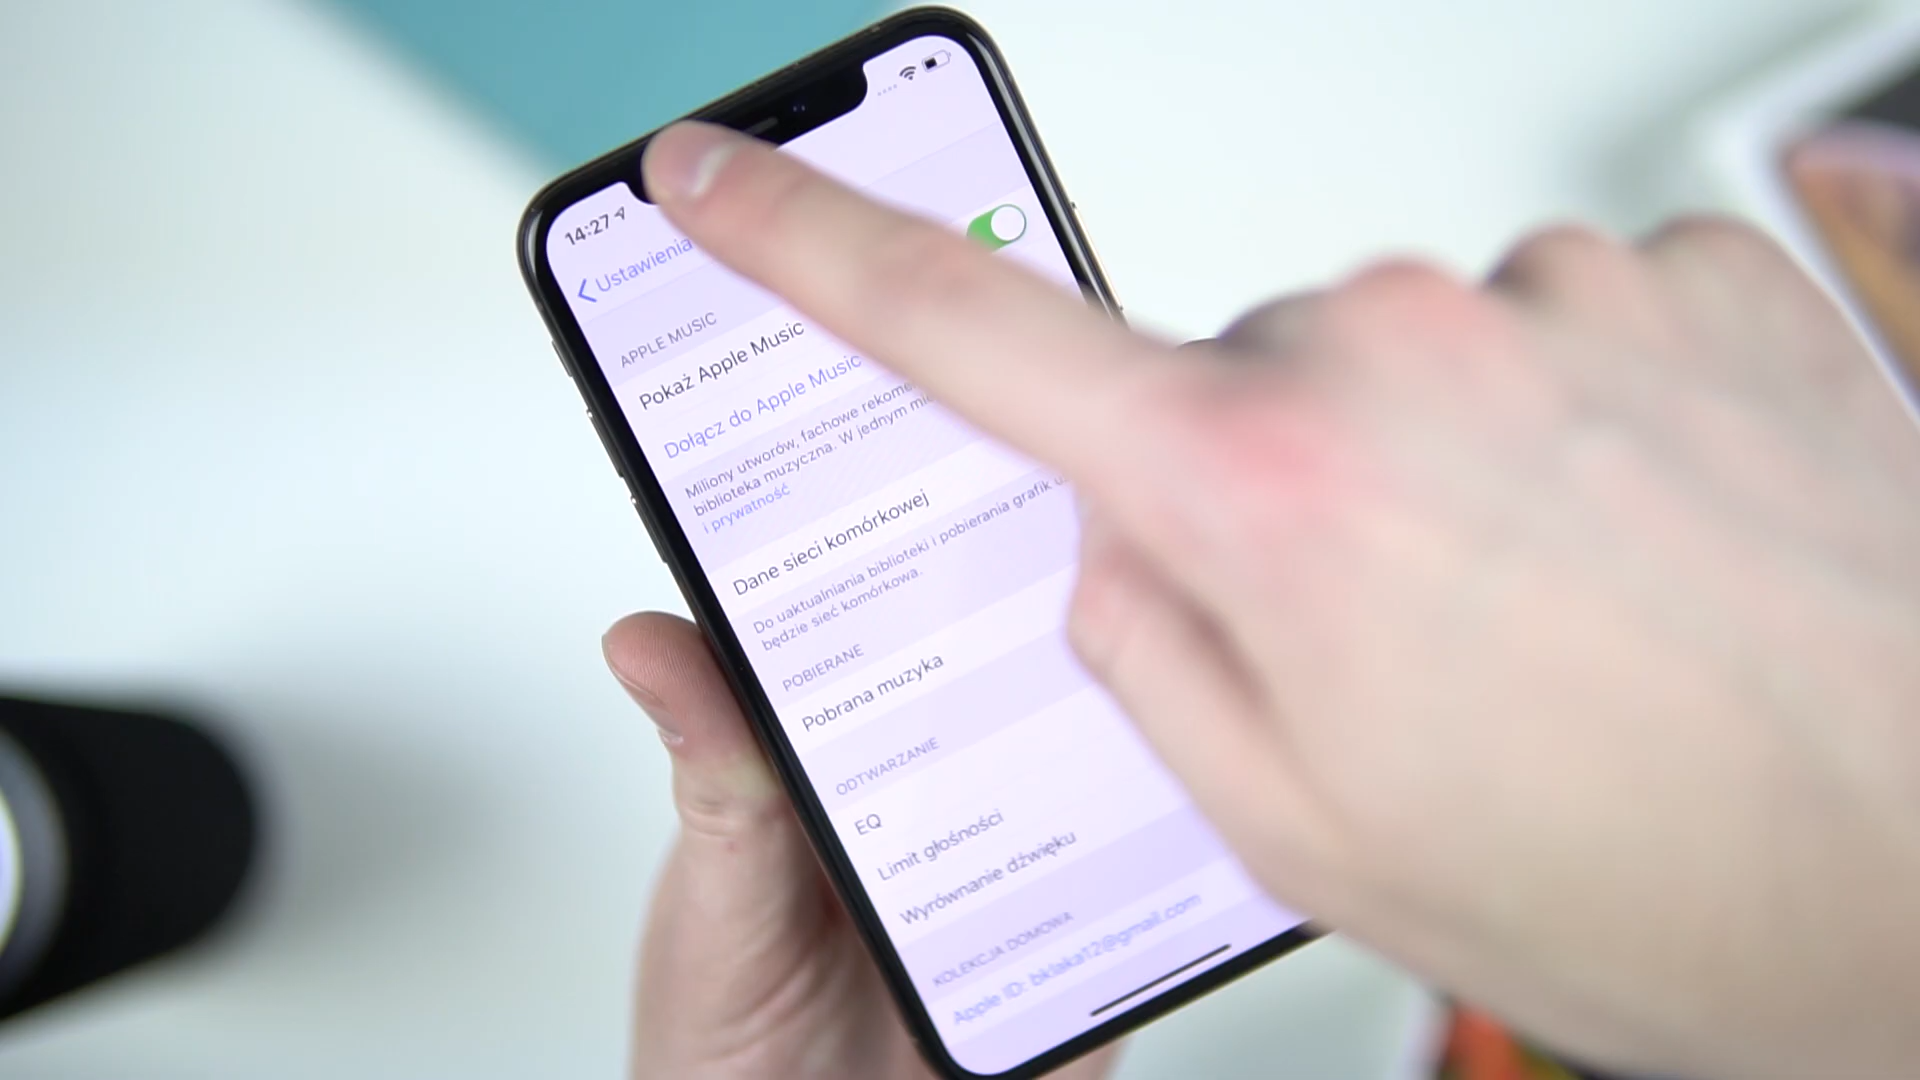 14:27
Ustawienia
APPLE MUSIC
Pokaż Apple Music
Dołącz do Apple Music
Miliony utworów, fachowe
biblioteka muzyczna. W jednym
i prywatność
Dane sieci komórkowej
Do uaktualniania biblioteki i pobierania grafik
będzie sieć komórkowa.
POBIERANE
Pobrana muzyka
ODTWARZANIE
EQ
Limit głośności
Wyrównanie dźwięku
KOLEKCJA DOMOWA
Apple ID: bklaka12@gmail.com